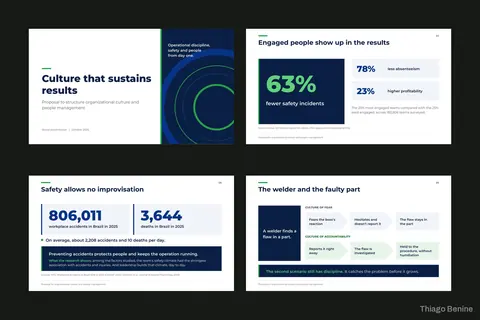 Culture that sustains
results
Proposal to structure organizational culture and
people management
Operational discipline,
safety and people
from day one.
Engaged people show up in the results
63%
fewer safety incidents
78% less absenteeism
23% higher profitability
Safety allows no improvisation
806,011
workplace accidents in Brazil in 2025
3,644
deaths in Brazil in 2025
On average, about 2,208 accidents and 10 deaths per day.
Preventing accidents protects people and keeps the operation running.
The welder and the faulty part
A welder finds a
flaw in a part.
CULTURE OF FEAR
Fears the boss's
reaction
Hesitates and
doesn't report it
The flaw stays in
the part
CULTURE OF ACCOUNTABILITY
Reports it right
away
The flaw is
investigated
Held to the
procedure, without
humiliation
The second scenario still has discipline. It catches the problem before it grows.
Thiago Benine